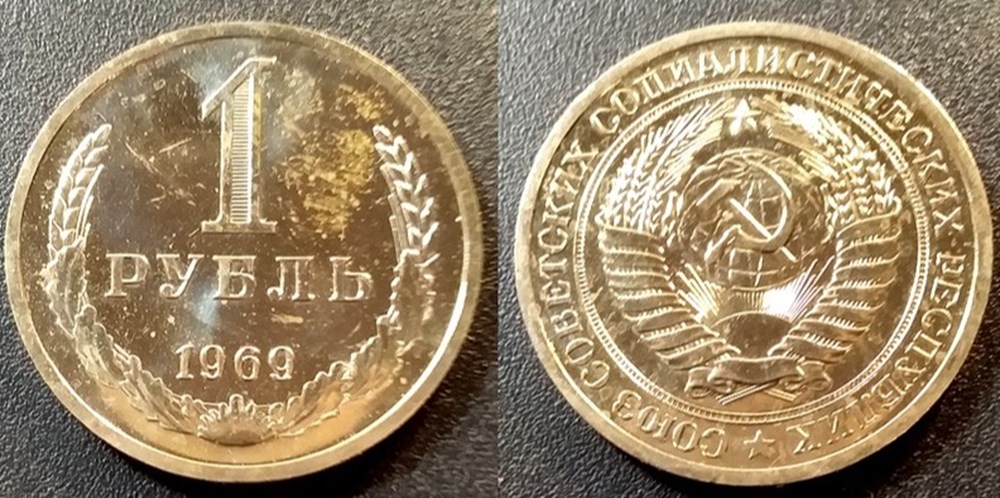 1
РУБЛЬ
1969
СОЮЗ·СОВЕТСКИХ·СОЦИАЛИСТИЧЕСКИХ·РЕСПУБЛИК